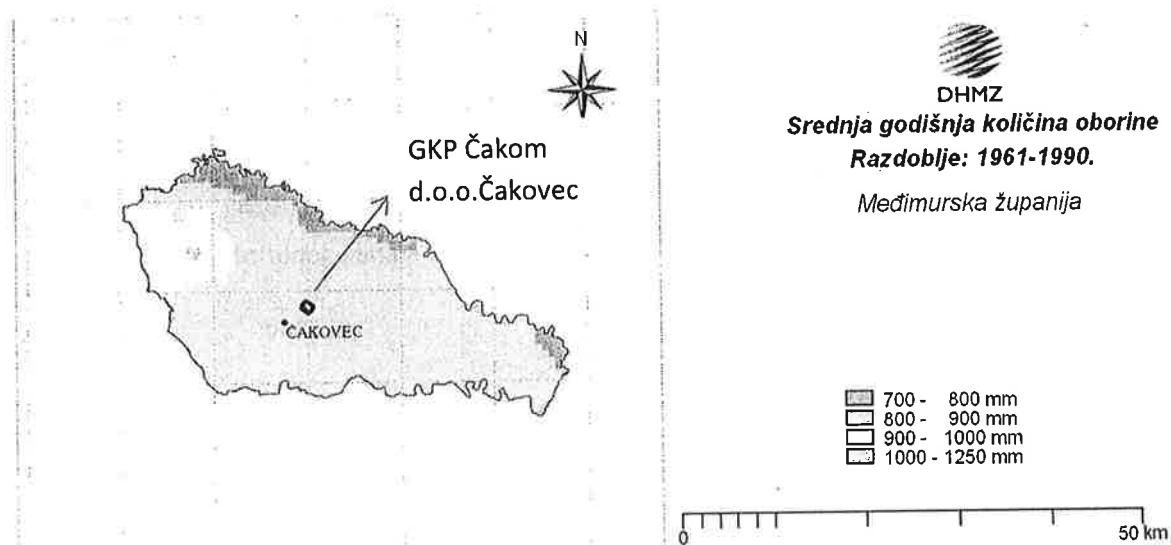 N
GKP Čakom
d.o.o.Čakovec
ČAKOVEC
DHMZ
Srednja godišnja količina oborine
Razdoblje: 1961-1990.
Međimurska županija
700 - 800 mm
800 - 900 mm
900 - 1000 mm
1000 - 1250 mm
0
50 km